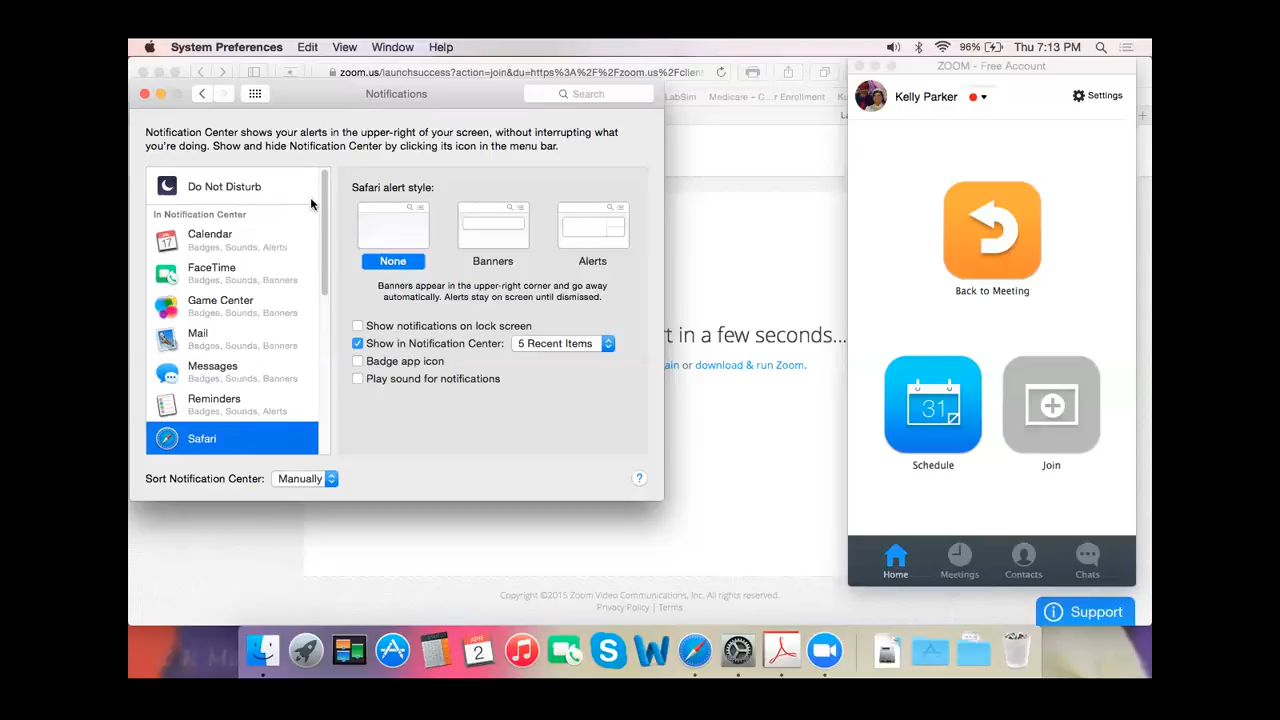 System Preferences Edit View Window Help
96% Thu 7:13 PM
zoom.us/launchsuccess?action=join&du=https%3A%2F%2Fzoom.us%2Fclient
Notifications
Search
LabSim Medicare – C...r Enrollment
Notification Center shows your alerts in the upper-right of your screen, without interrupting what
you're doing. Show and hide Notification Center by clicking its icon in the menu bar.
Do Not Disturb
In Notification Center
Calendar
Badges, Sounds, Alerts
FaceTime
Badges, Sounds, Banners
Game Center
Badges, Sounds, Banners
Mail
Badges, Sounds, Banners
Messages
Badges, Sounds, Banners
Reminders
Badges, Sounds, Alerts
Safari
Safari alert style:
None Banners Alerts
Banners appear in the upper-right corner and go away
automatically. Alerts stay on screen until dismissed.
Show notifications on lock screen
Show in Notification Center: 5 Recent Items
Badge app icon
Play sound for notifications
Sort Notification Center: Manually
?
rt in a few seconds...
ain or download & run Zoom.
Copyright ©2015 Zoom Video Communications, Inc. All rights reserved.
Privacy Policy | Terms
ZOOM - Free Account
Kelly Parker
Settings
Back to Meeting
31
Schedule
Join
Home Meetings Contacts Chats
Support
JUL
17
APR
2